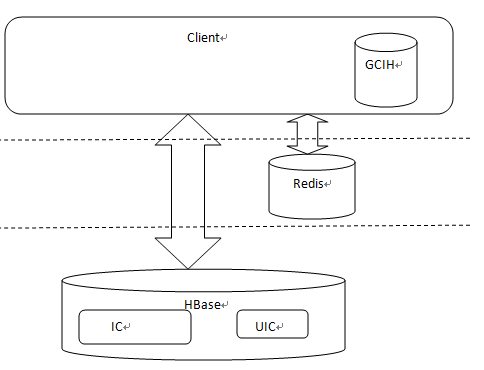 Client↵
GCIH↵
Redis↵
HBase↵
IC↵
UIC↵